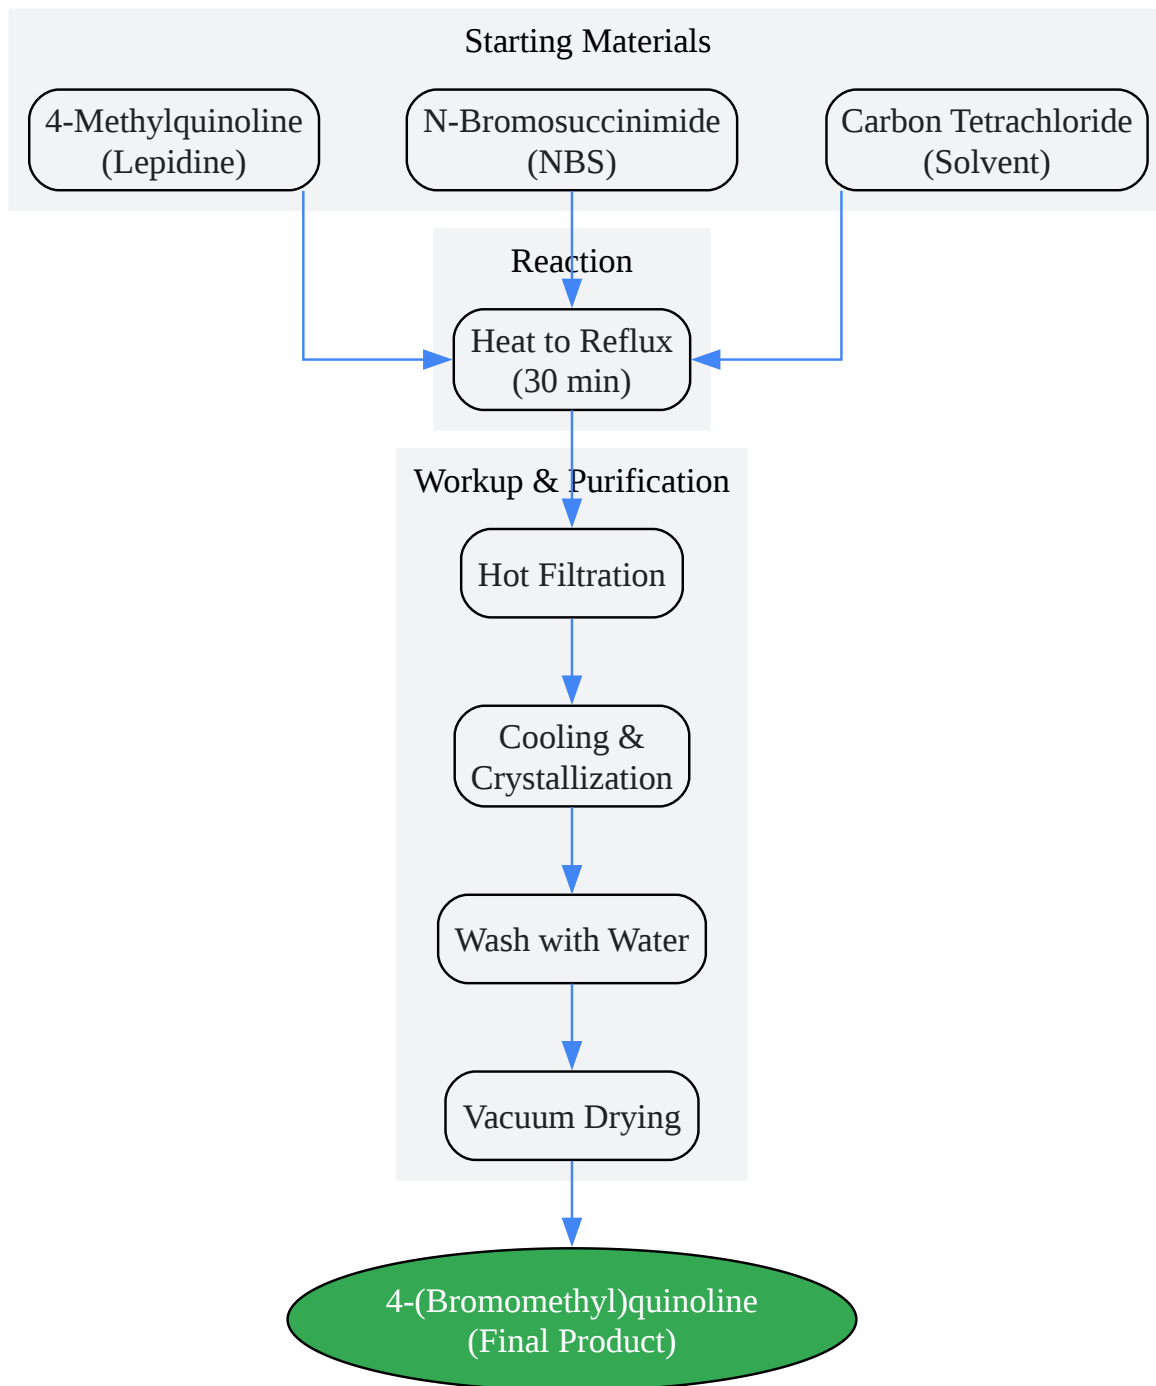 Starting Materials
4-Methylquinoline
(Lepidine)
N-Bromosuccinimide
(NBS)
Carbon Tetrachloride
(Solvent)
Reaction
Heat to Reflux
(30 min)
Workup & Purification
Hot Filtration
Cooling &
Crystallization
Wash with Water
Vacuum Drying
4-(Bromomethyl)quinoline
(Final Product)